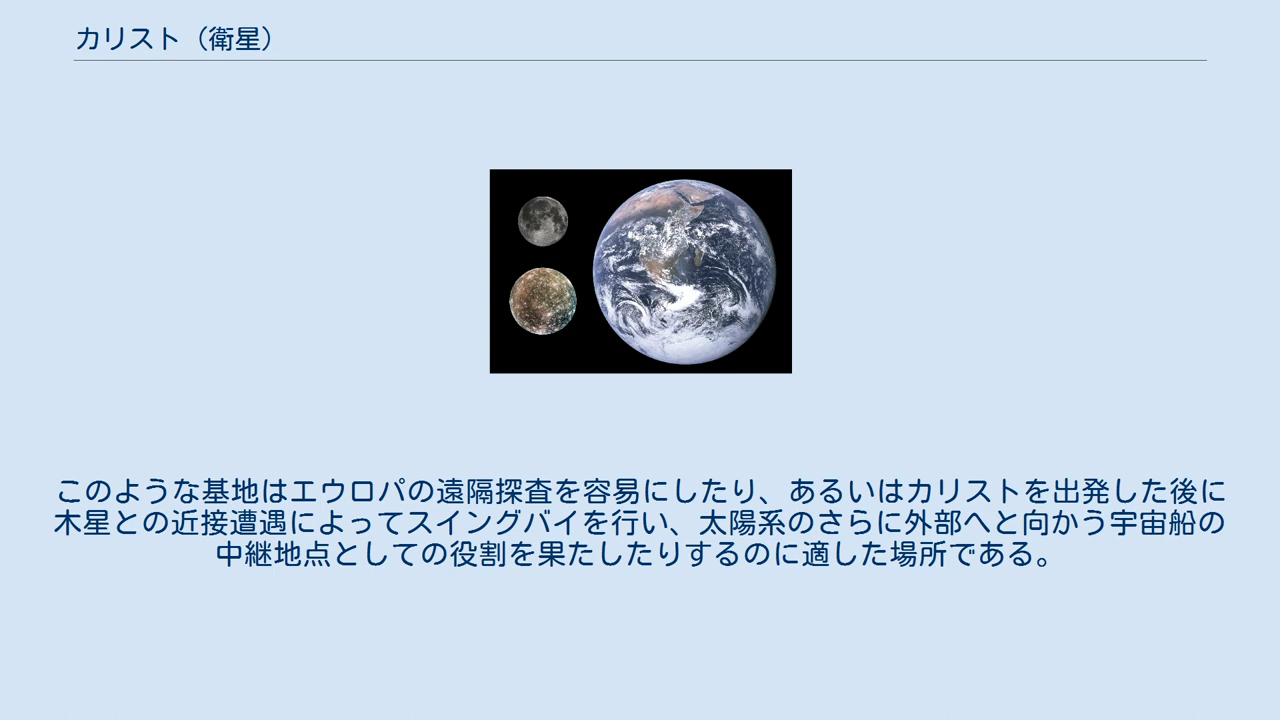 カリスト（衛星）
このような基地はエウロパの遠隔探査を容易にしたり、あるいはカリストを出発した後に
木星との近接遭遇によってスイングバイを行い、太陽系のさらに外部へと向かう宇宙船の
中継地点としての役割を果たしたりするのに適した場所である。